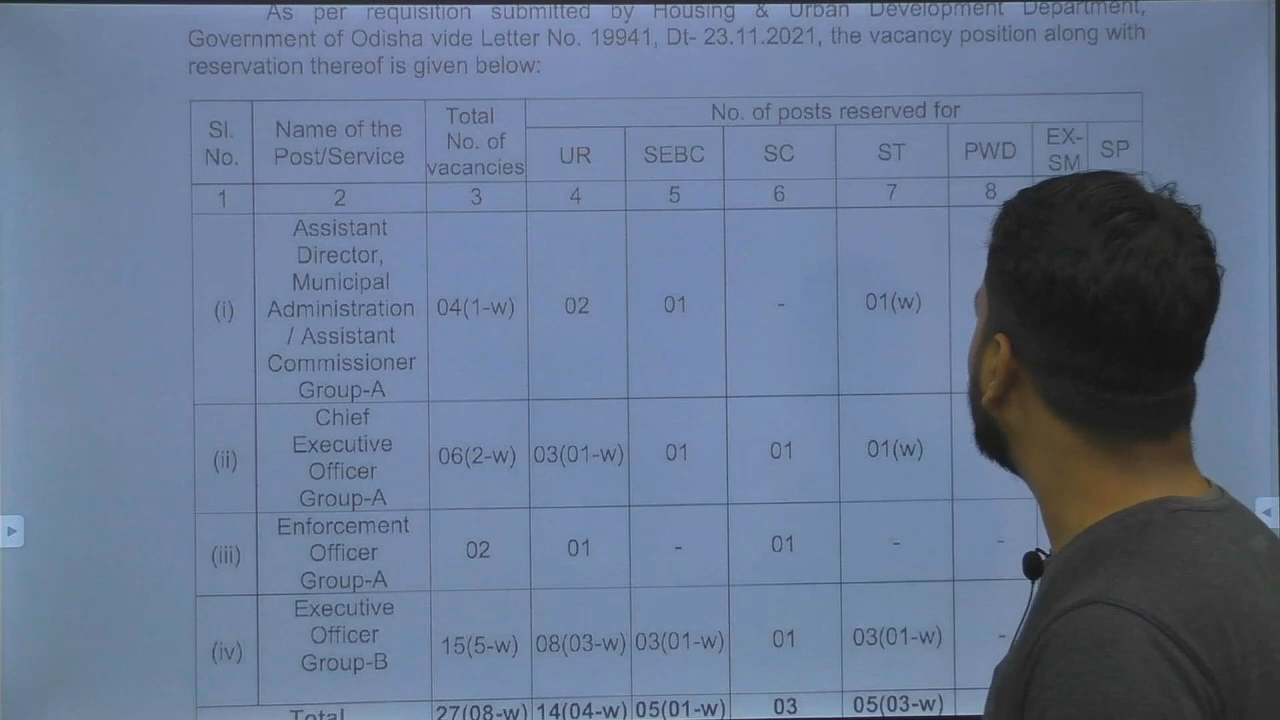 As per requisition submitted by Housing & Urban Development Department,
Government of Odisha vide Letter No. 19941, Dt- 23.11.2021, the vacancy position along with
reservation thereof is given below:
Sl. No. Name of the Post/Service Total No. of vacancies No. of posts reserved for
UR SEBC SC ST PWD EX-SM SP
1 2 3 4 5 6 7 8
(i) Assistant Director, Municipal Administration / Assistant Commissioner Group-A 04(1-w) 02 01 - 01(w)
(ii) Chief Executive Officer Group-A 06(2-w) 03(01-w) 01 01 01(w)
(iii) Enforcement Officer Group-A 02 01 - 01 - -
(iv) Executive Officer Group-B 15(5-w) 08(03-w) 03(01-w) 01 03(01-w) -
Total 27(08-w) 14(04-w) 05(01-w) 03 05(03-w)